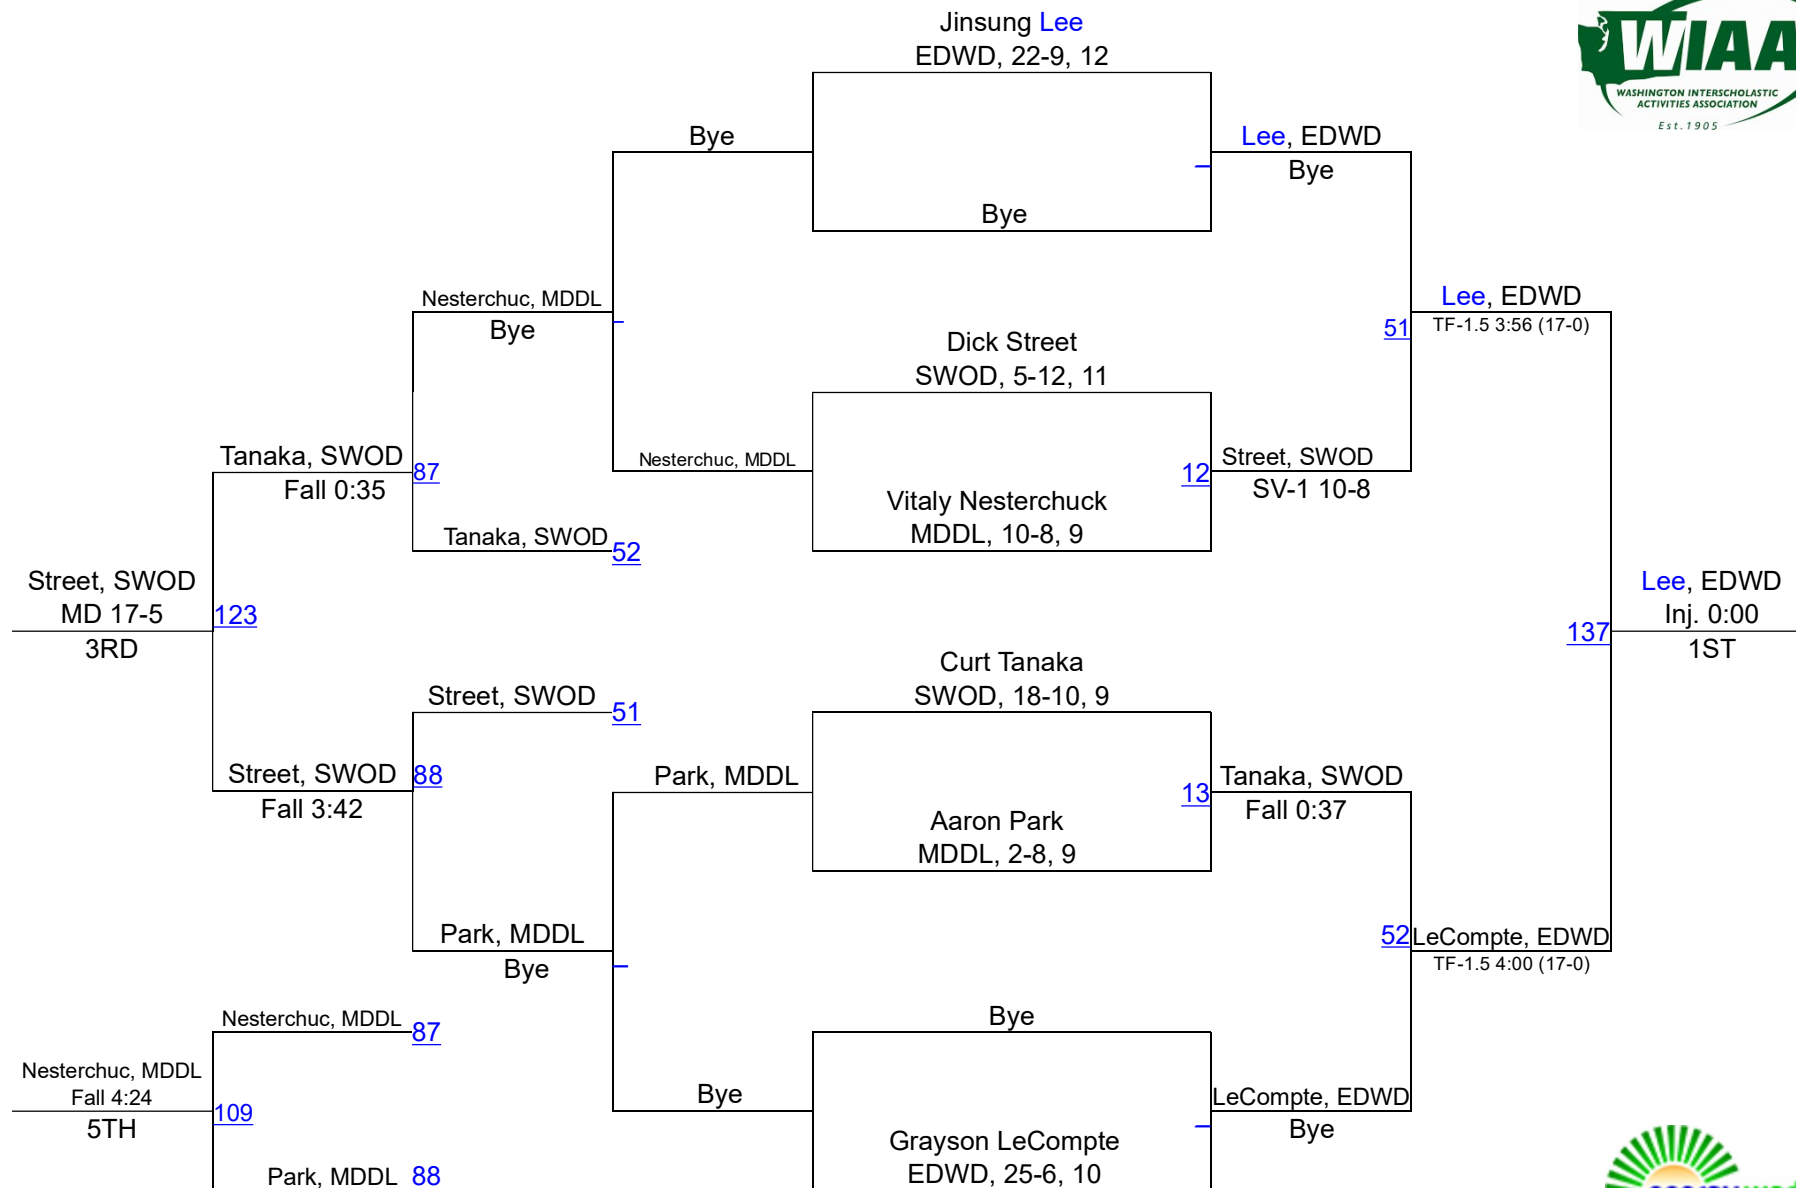 Jinsung Lee
EDWD, 22-9, 12
WIAA
WASHINGTON INTERSCHOLASTIC
ACTIVITIES ASSOCIATION
Est. 1905
Bye
Lee, EDWD
Bye
Bye
Nesterchuc, MDDL
Bye
Lee, EDWD
TF-1.5 3:56 (17-0)
51
Dick Street
SWOD, 5-12, 11
Tanaka, SWOD
Fall 0:35
87
Nesterchuc, MDDL
12
Street, SWOD
SV-1 10-8
Vitaly Nesterchuck
MDDL, 10-8, 9
Tanaka, SWOD
52
Street, SWOD
MD 17-5
3RD
123
Lee, EDWD
Inj. 0:00
1ST
137
Curt Tanaka
SWOD, 18-10, 9
Street, SWOD
51
Street, SWOD
Fall 3:42
88
Park, MDDL
13
Tanaka, SWOD
Fall 0:37
Aaron Park
MDDL, 2-8, 9
Park, MDDL
Bye
52
LeCompte, EDWD
TF-1.5 4:00 (17-0)
Nesterchuc, MDDL
87
Bye
Nesterchuc, MDDL
Fall 4:24
5TH
109
Bye
LeCompte, EDWD
Bye
Grayson LeCompte
EDWD, 25-6, 10
Park, MDDL
88